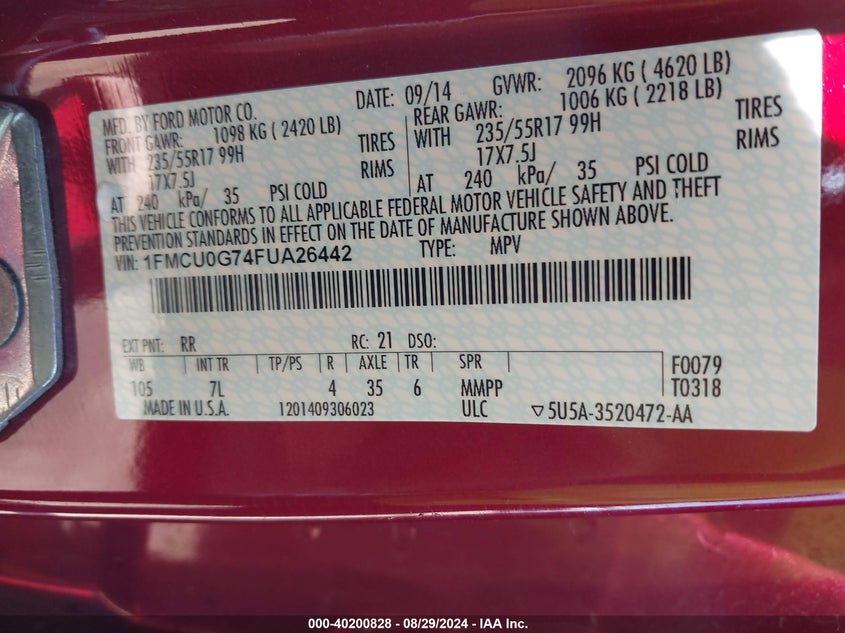 MFD. BY FORD MOTOR CO. DATE: 09/14 GVWR: 2096 KG ( 4620 LB)
FRONT GAWR: 1098 KG ( 2420 LB) REAR GAWR: 1006 KG ( 2218 LB)
WITH 235/55R17 99H TIRES WITH 235/55R17 99H TIRES
17X7.5J RIMS 17X7.5J RIMS
AT 240 kPa/ 35 PSI COLD AT 240 kPa/ 35 PSI COLD
THIS VEHICLE CONFORMS TO ALL APPLICABLE FEDERAL MOTOR VEHICLE SAFETY AND THEFT
PREVENTION STANDARDS IN EFFECT ON THE DATE OF MANUFACTURE SHOWN ABOVE.
VIN: 1FMCU0G74FUA26442 TYPE: MPV
EXT PNT: RR RC: 21 DSO:
WB INT TR TP/PS R AXLE TR SPR F0079
105 7L 4 35 6 MMPP T0318
MADE IN U.S.A. 1201409306023 ULC ▽5U5A-3520472-AA
000-40200828 - 08/29/2024 - IAA Inc.